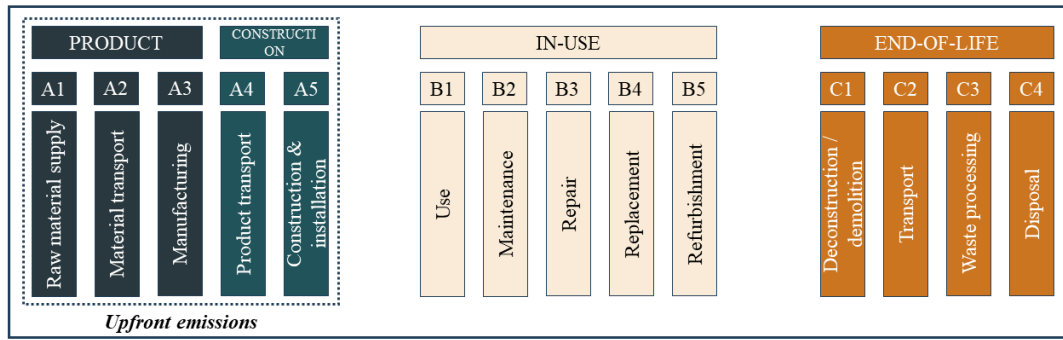 PRODUCT
CONSTRUCTI
ON
IN-USE
END-OF-LIFE
A1
A2
A3
A4
A5
B1
B2
B3
B4
B5
C1
C2
C3
C4
Raw material supply
Material transport
Manufacturing
Product transport
Construction &
installation
Use
Maintenance
Repair
Replacement
Refurbishment
Deconstruction /
demolition
Transport
Waste processing
Disposal
Upfront emissions